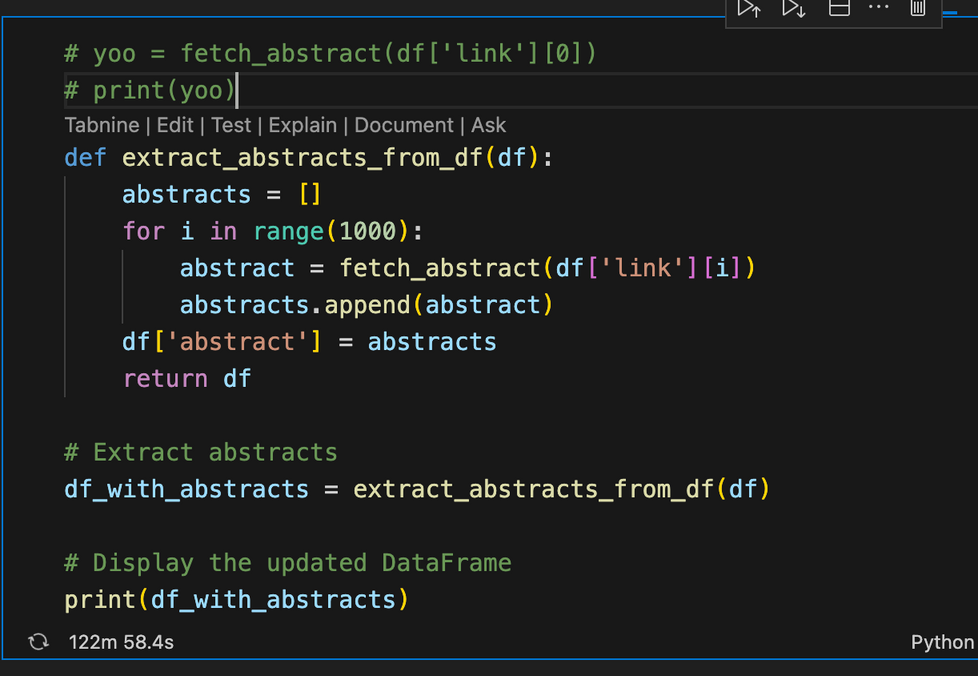 # yoo = fetch_abstract(df['link'][0])
# print(yoo)
Tabnine | Edit | Test | Explain | Document | Ask
def extract_abstracts_from_df(df):
    abstracts = []
    for i in range(1000):
        abstract = fetch_abstract(df['link'][i])
        abstracts.append(abstract)
    df['abstract'] = abstracts
    return df
# Extract abstracts
df_with_abstracts = extract_abstracts_from_df(df)
# Display the updated DataFrame
print(df_with_abstracts)
122m 58.4s
Python